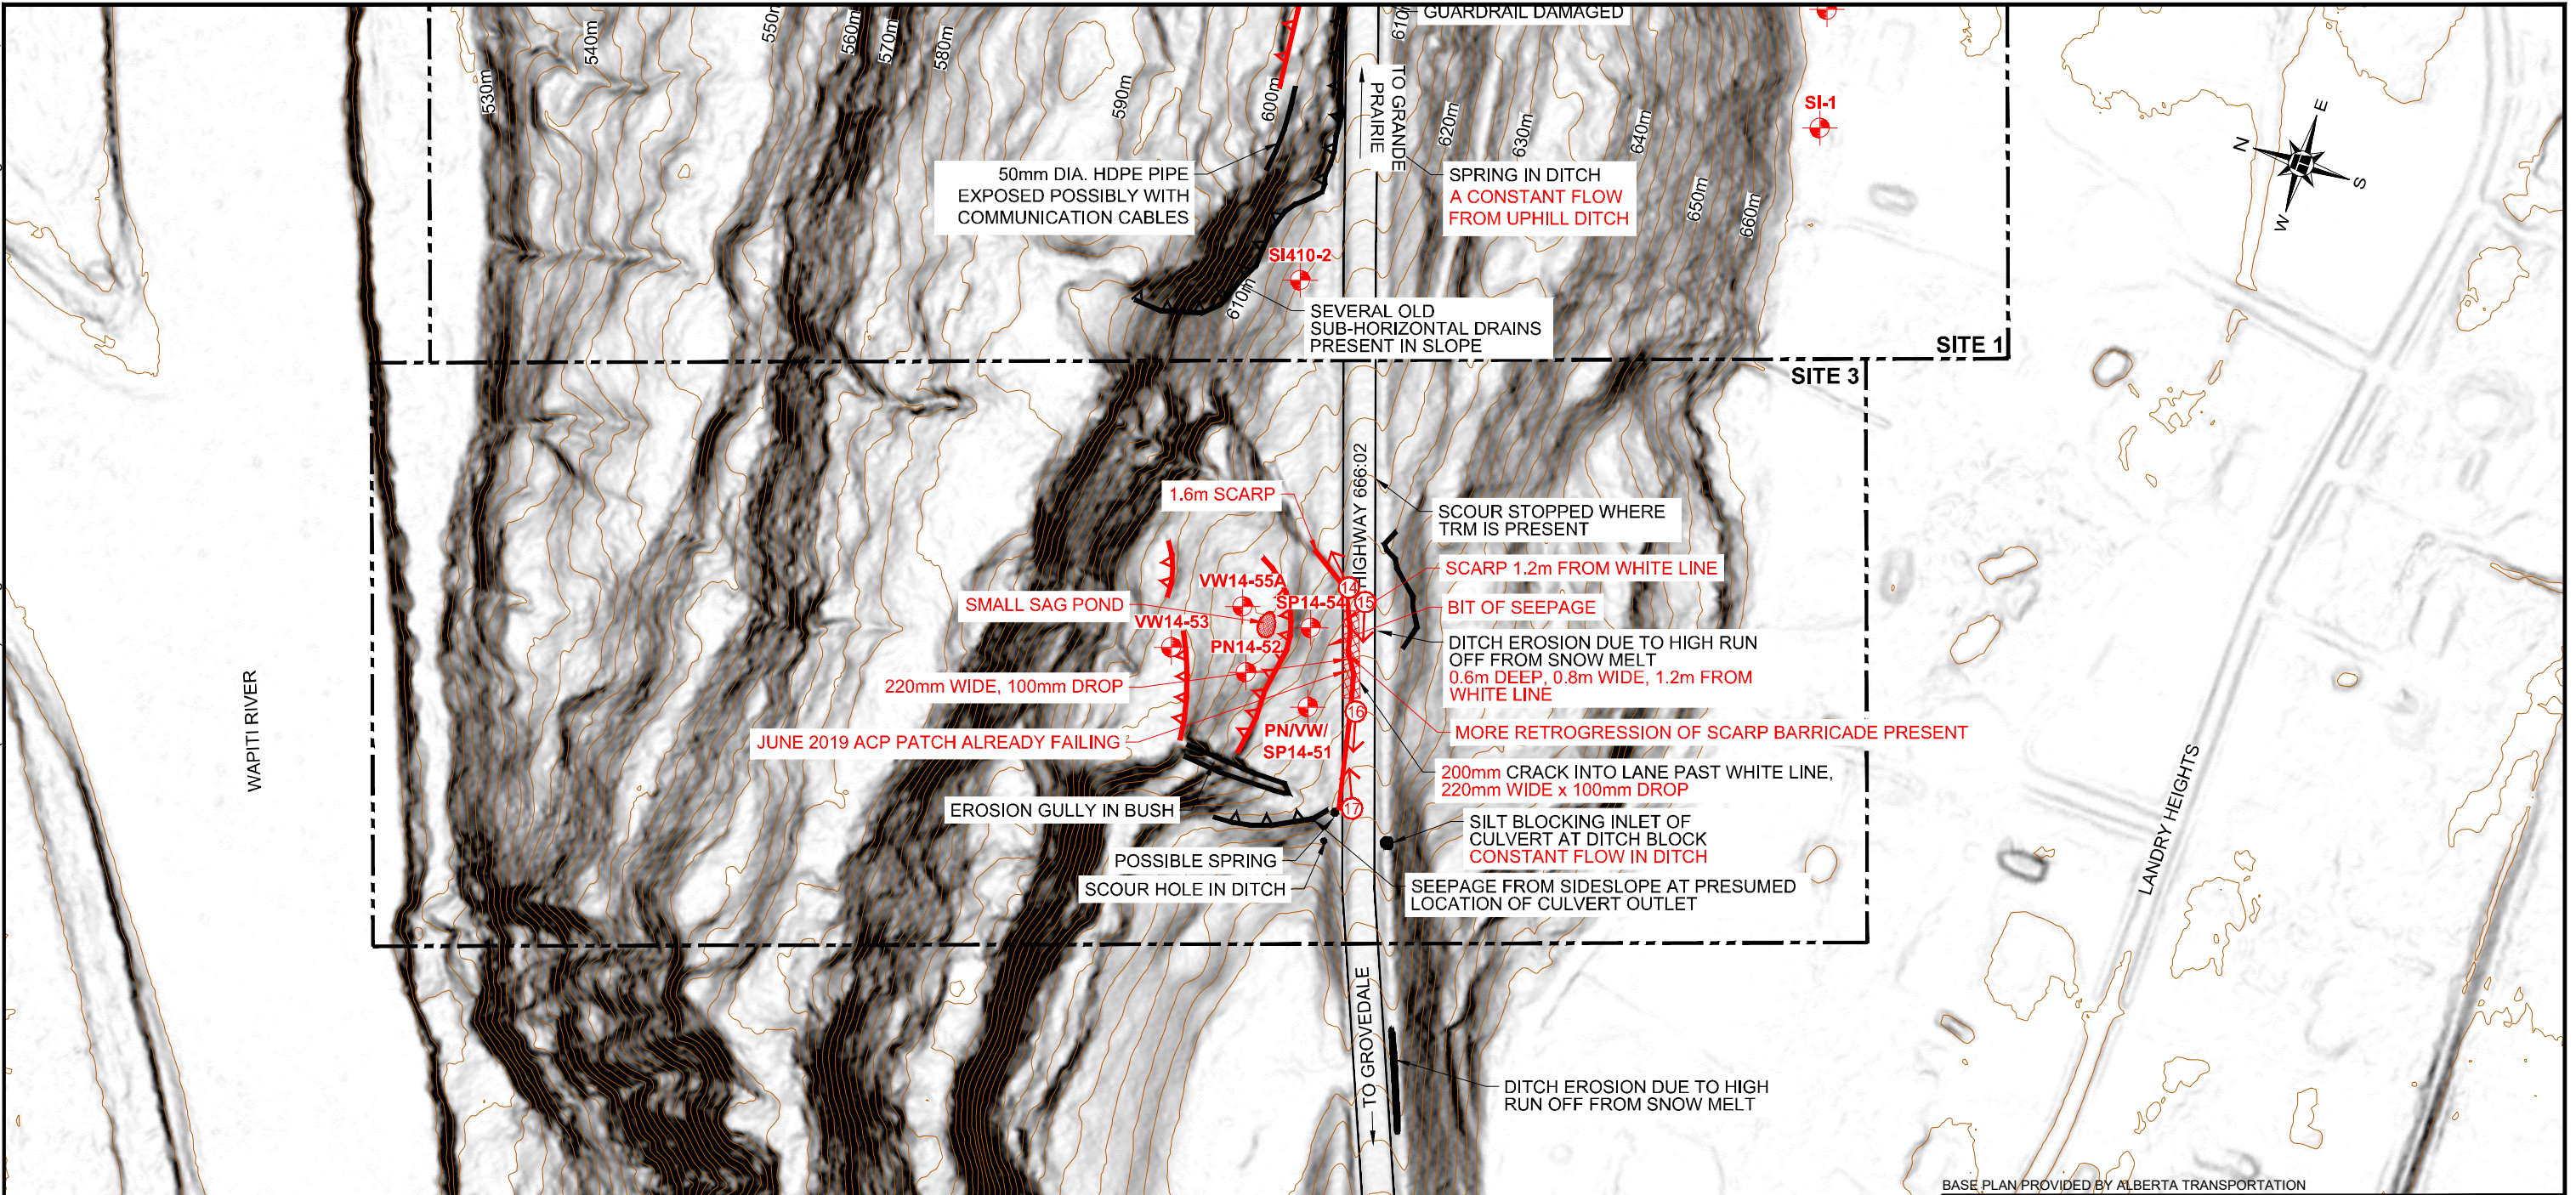 GUARDRAIL DAMAGED
530m
540m
550m
560m
570m
580m
590m
600m
610m
TO GRANDE
PRAIRIE
620m
630m
640m
650m
660m
SI-1
N
E
S
W
50mm DIA. HDPE PIPE
EXPOSED POSSIBLY WITH
COMMUNICATION CABLES
SPRING IN DITCH
A CONSTANT FLOW
FROM UPHILL DITCH
SI410-2
610m
SEVERAL OLD
SUB-HORIZONTAL DRAINS
PRESENT IN SLOPE
SITE 1
SITE 3
HIGHWAY 666:02
1.6m SCARP
SCOUR STOPPED WHERE
TRM IS PRESENT
SCARP 1.2m FROM WHITE LINE
VW14-55A
14
SMALL SAG POND
SP14-54
15
BIT OF SEEPAGE
VW14-53
PN14-52
DITCH EROSION DUE TO HIGH RUN
OFF FROM SNOW MELT
0.6m DEEP, 0.8m WIDE, 1.2m FROM
WHITE LINE
220mm WIDE, 100mm DROP
16
WAPITI RIVER
JUNE 2019 ACP PATCH ALREADY FAILING
PN/VW/
SP14-51
MORE RETROGRESSION OF SCARP BARRICADE PRESENT
200mm CRACK INTO LANE PAST WHITE LINE,
220mm WIDE x 100mm DROP
EROSION GULLY IN BUSH
17
SILT BLOCKING INLET OF
CULVERT AT DITCH BLOCK
CONSTANT FLOW IN DITCH
LANDRY HEIGHTS
POSSIBLE SPRING
SCOUR HOLE IN DITCH
SEEPAGE FROM SIDESLOPE AT PRESUMED
LOCATION OF CULVERT OUTLET
TO GROVEDALE
DITCH EROSION DUE TO HIGH
RUN OFF FROM SNOW MELT
BASE PLAN PROVIDED BY ALBERTA TRANSPORTATION